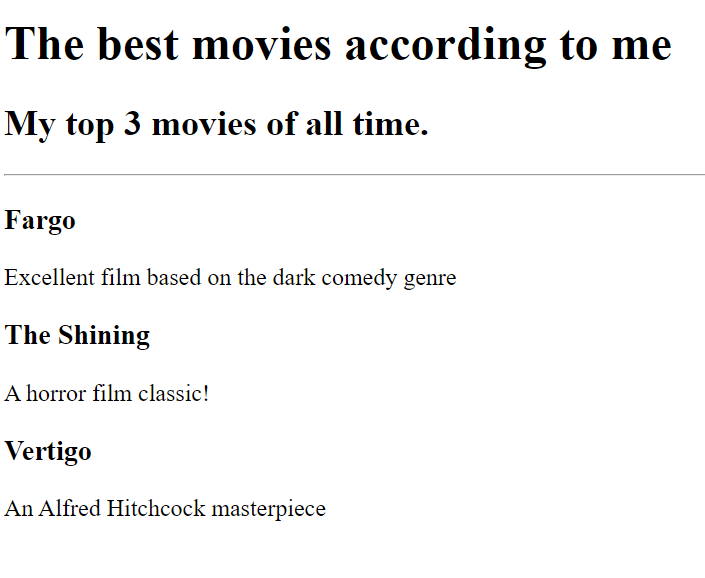 The best movies according to me
My top 3 movies of all time.
Fargo
Excellent film based on the dark comedy genre
The Shining
A horror film classic!
Vertigo
An Alfred Hitchcock masterpiece